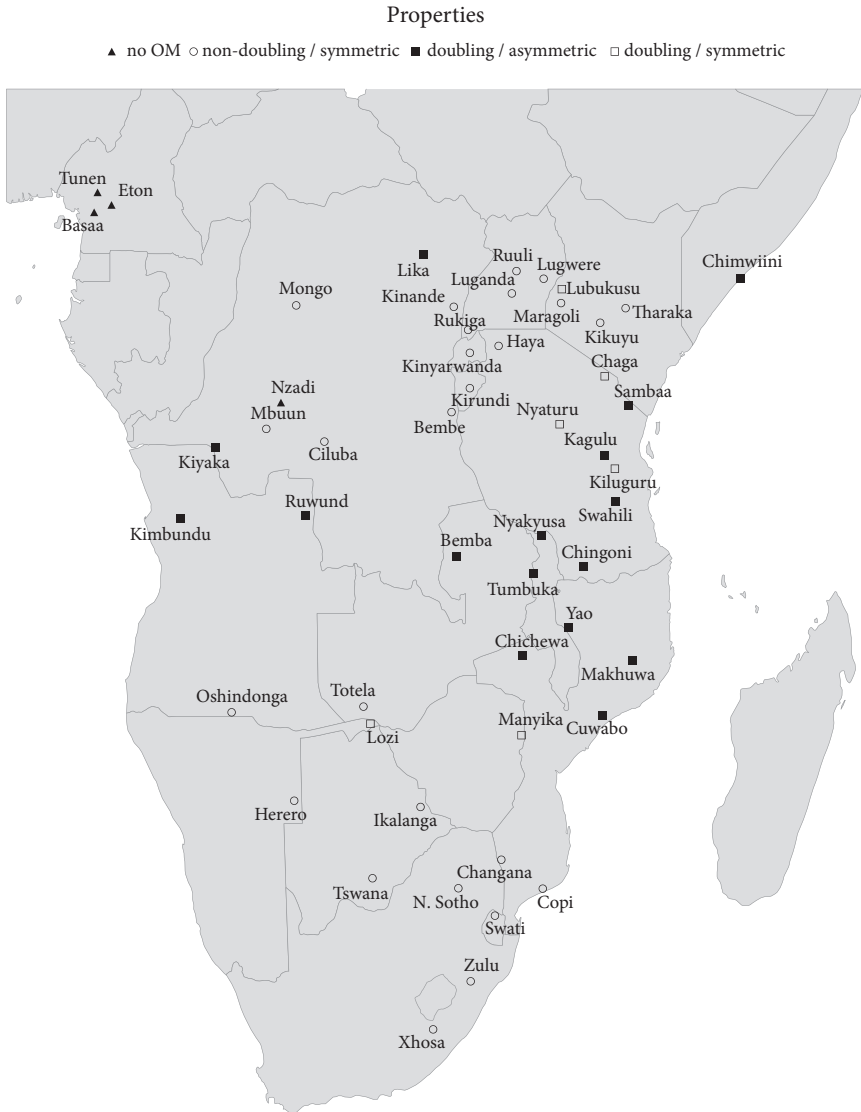 Properties
▲ no OM ○ non-doubling / symmetric ■ doubling / asymmetric □ doubling / symmetric
Tunen
Eton
Basaa
Chimwiini
Ruuli
Lugwere
Lika
Luganda
Lubukusu
Mongo
Kinande
Tharaka
Rukiga
Maragoli
Kikuyu
Haya
Chaga
Kinyarwanda
Nzadi
Sambaa
Kirundi
Mbuun
Nyaturu
Bembe
Kagulu
Ciluba
Kiyaka
Kiluguru
Ruwund
Swahili
Nyakyusa
Kimbundu
Bemba
Chingoni
Tumbuka
Yao
Chichewa
Makhuwa
Totela
Oshindonga
Manyika
Cuwabo
Lozi
Herero
Ikalanga
Changana
Tswana
N. Sotho
Copi
Swati
Zulu
Xhosa